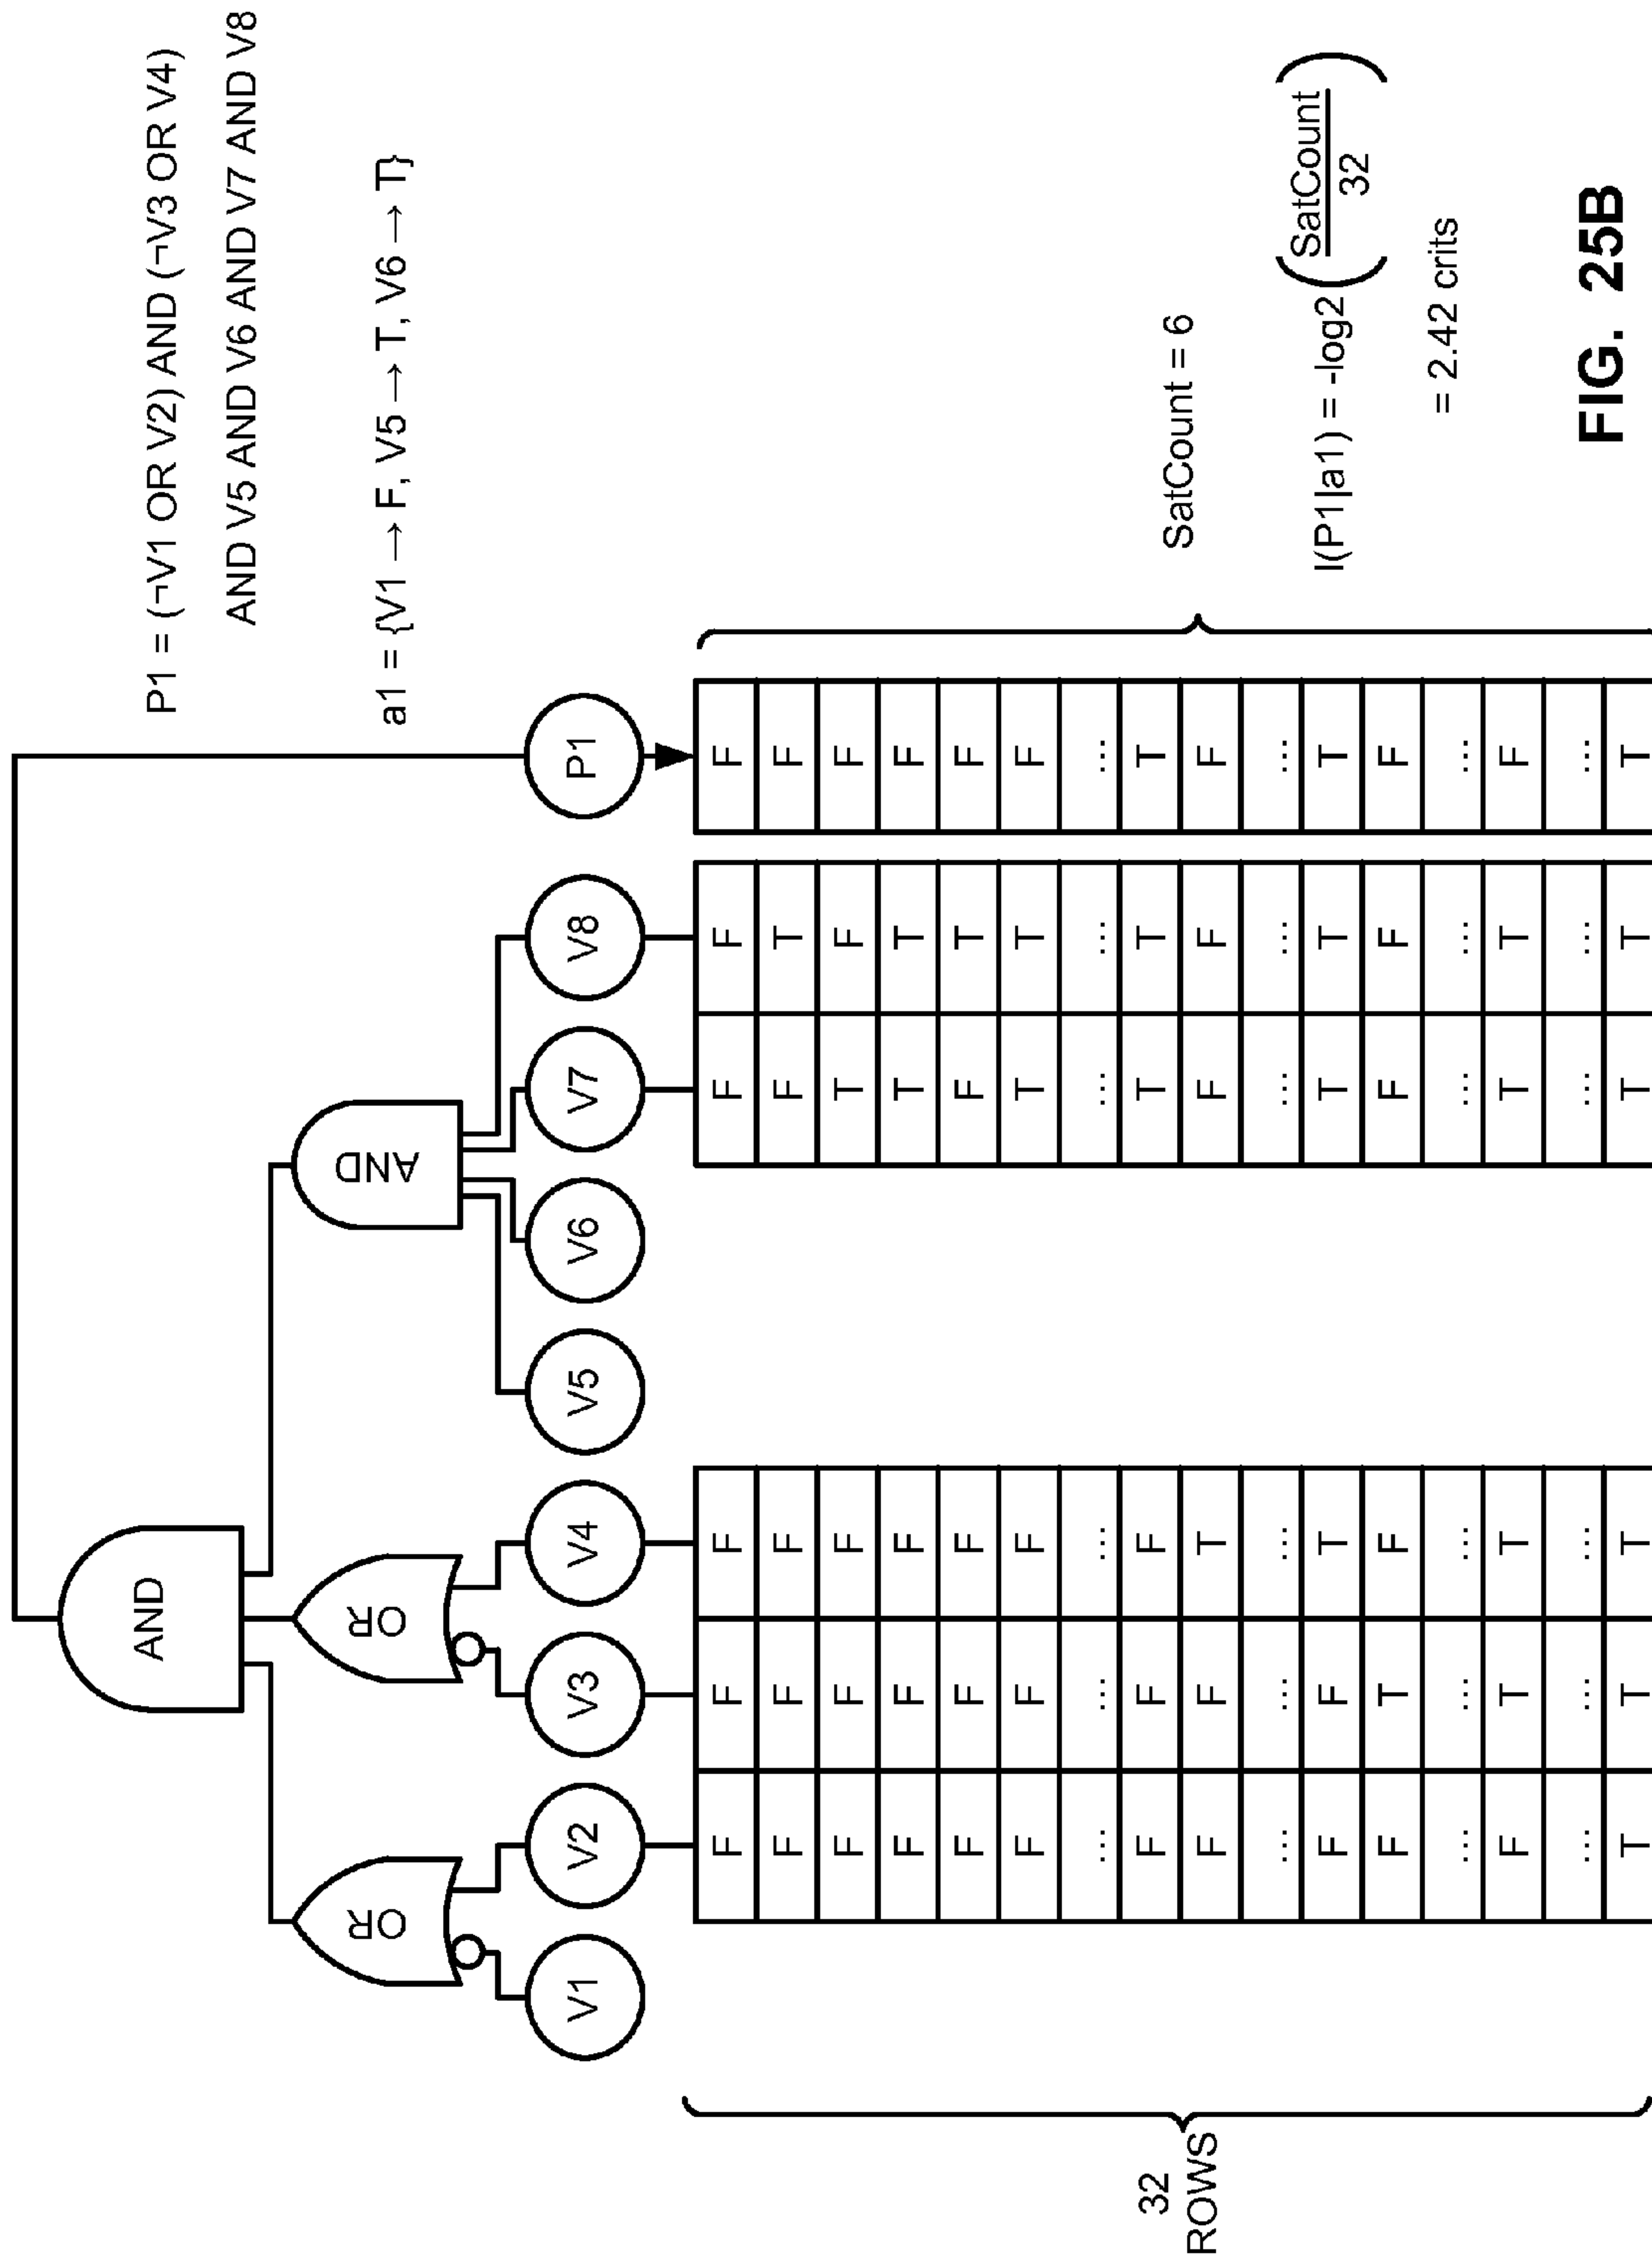 P1 = (¬V1 OR V2) AND (¬V3 OR V4)
AND V5 AND V6 AND V7 AND V8
a1 = {V1 → F, V5 → T, V6 → T}
AND
OR
OR
AND
V1 V2 V3 V4 V5 V6 V7 V8 P1
F F F F F F
F F F F T F
F F F T F F
F F F T T F
F F F F T F
F F F T T F
... ... ... ... ... ...
F F F T T T
F F T F F F
... ... ... ... ... ...
F F T T T T
F T F F F F
... ... ... ... ... ...
F T T T T F
... ... ... ... ... ...
T T T T T T
32
ROWS
SatCount = 6
I(P1|a1) = -log2 (SatCount
32)
= 2.42 crits
FIG. 25B